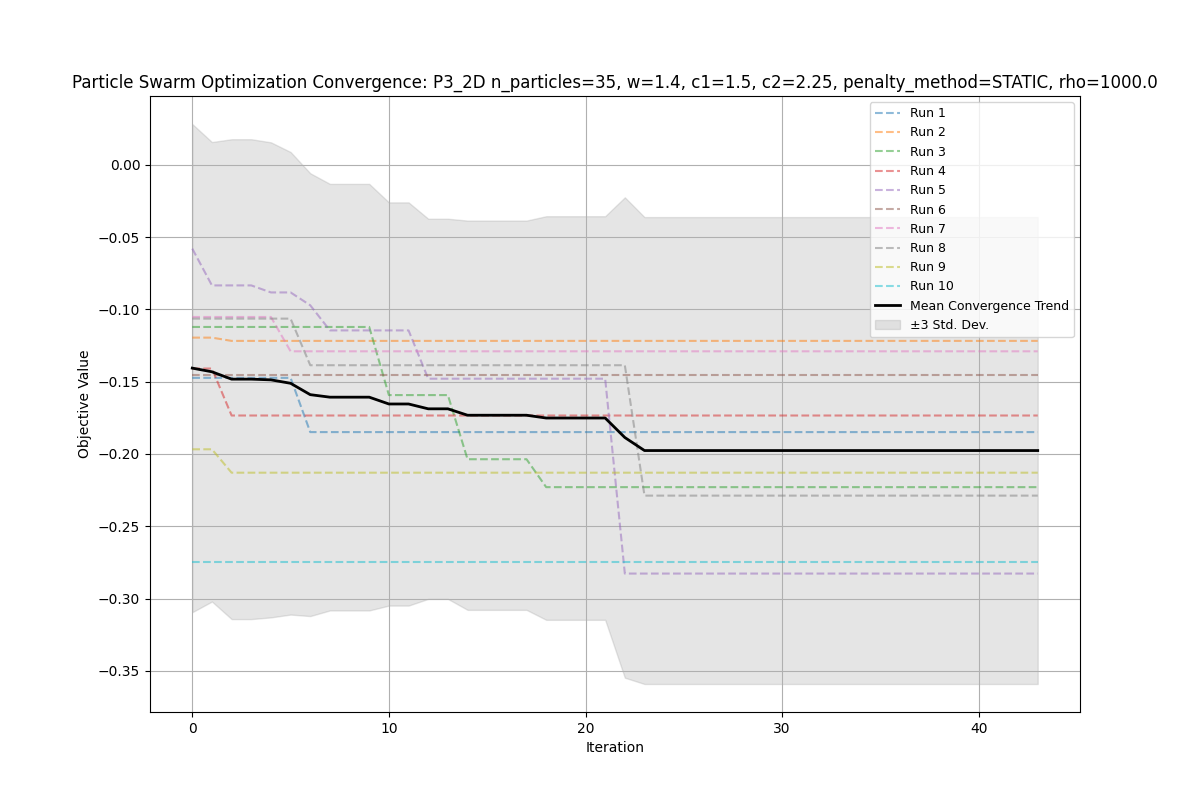 Particle Swarm Optimization Convergence: P3_2D n_particles=35, w=1.4, c1=1.5, c2=2.25, penalty_method=STATIC, rho=1000.0
Run 1
Run 2
Run 3
Run 4
Run 5
Run 6
Run 7
Run 8
Run 9
Run 10
Mean Convergence Trend
±3 Std. Dev.
Objective Value
0.00
−0.05
−0.10
−0.15
−0.20
−0.25
−0.30
−0.35
0 10 20 30 40
Iteration